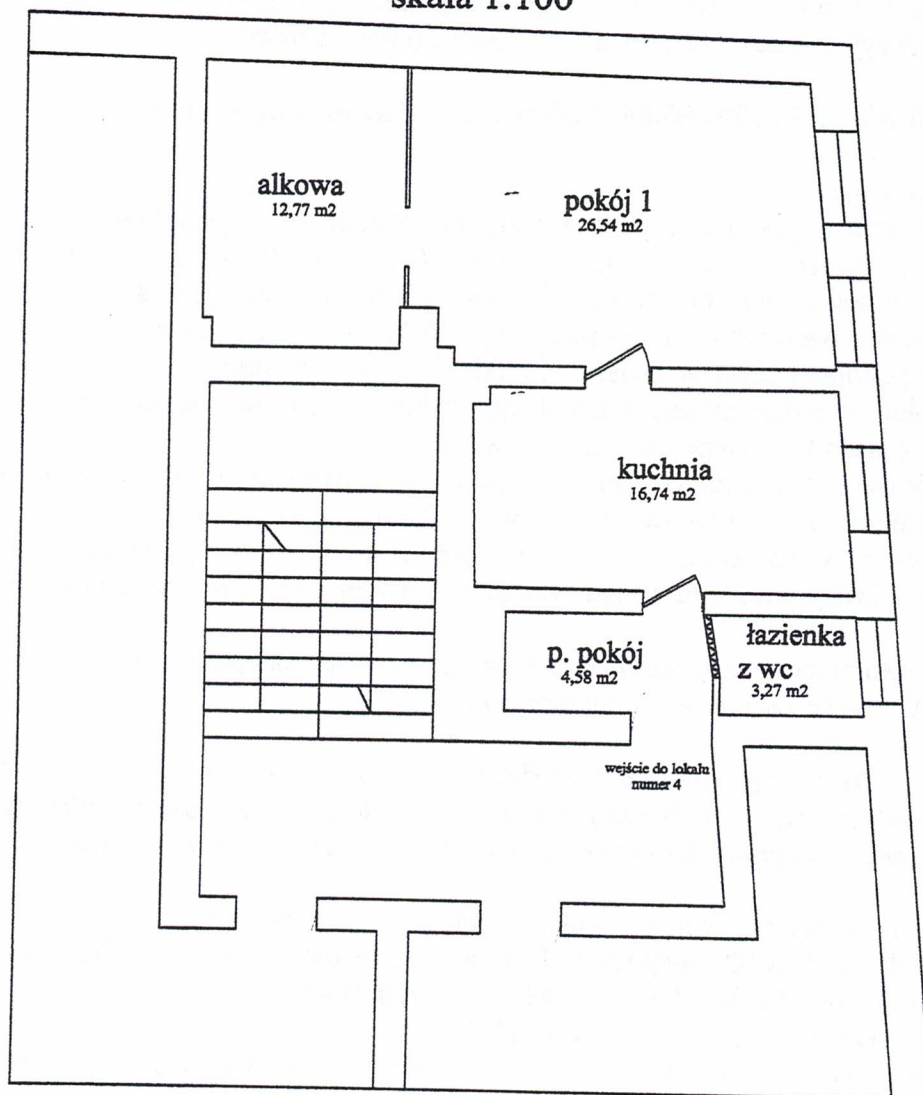 skala 1:100
alkowa
12,77 m2
pokój 1
26,54 m2
kuchnia
16,74 m2
p. pokój
4,58 m2
łazienka
z wc
3,27 m2
wejście do lokalu
numer 4